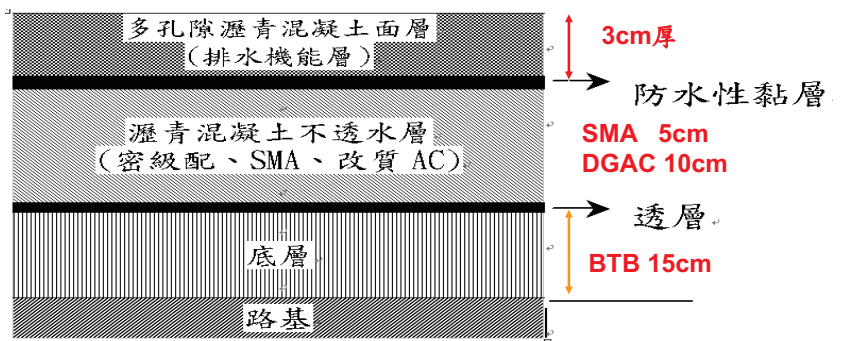 多孔隙瀝青混凝土面層
(排水機能層)
3cm厚
防水性黏層
瀝青混凝土不透水層
(密級配、SMA、改質 AC)
SMA 5cm
DGAC 10cm
透層
底層
BTB 15cm
路基